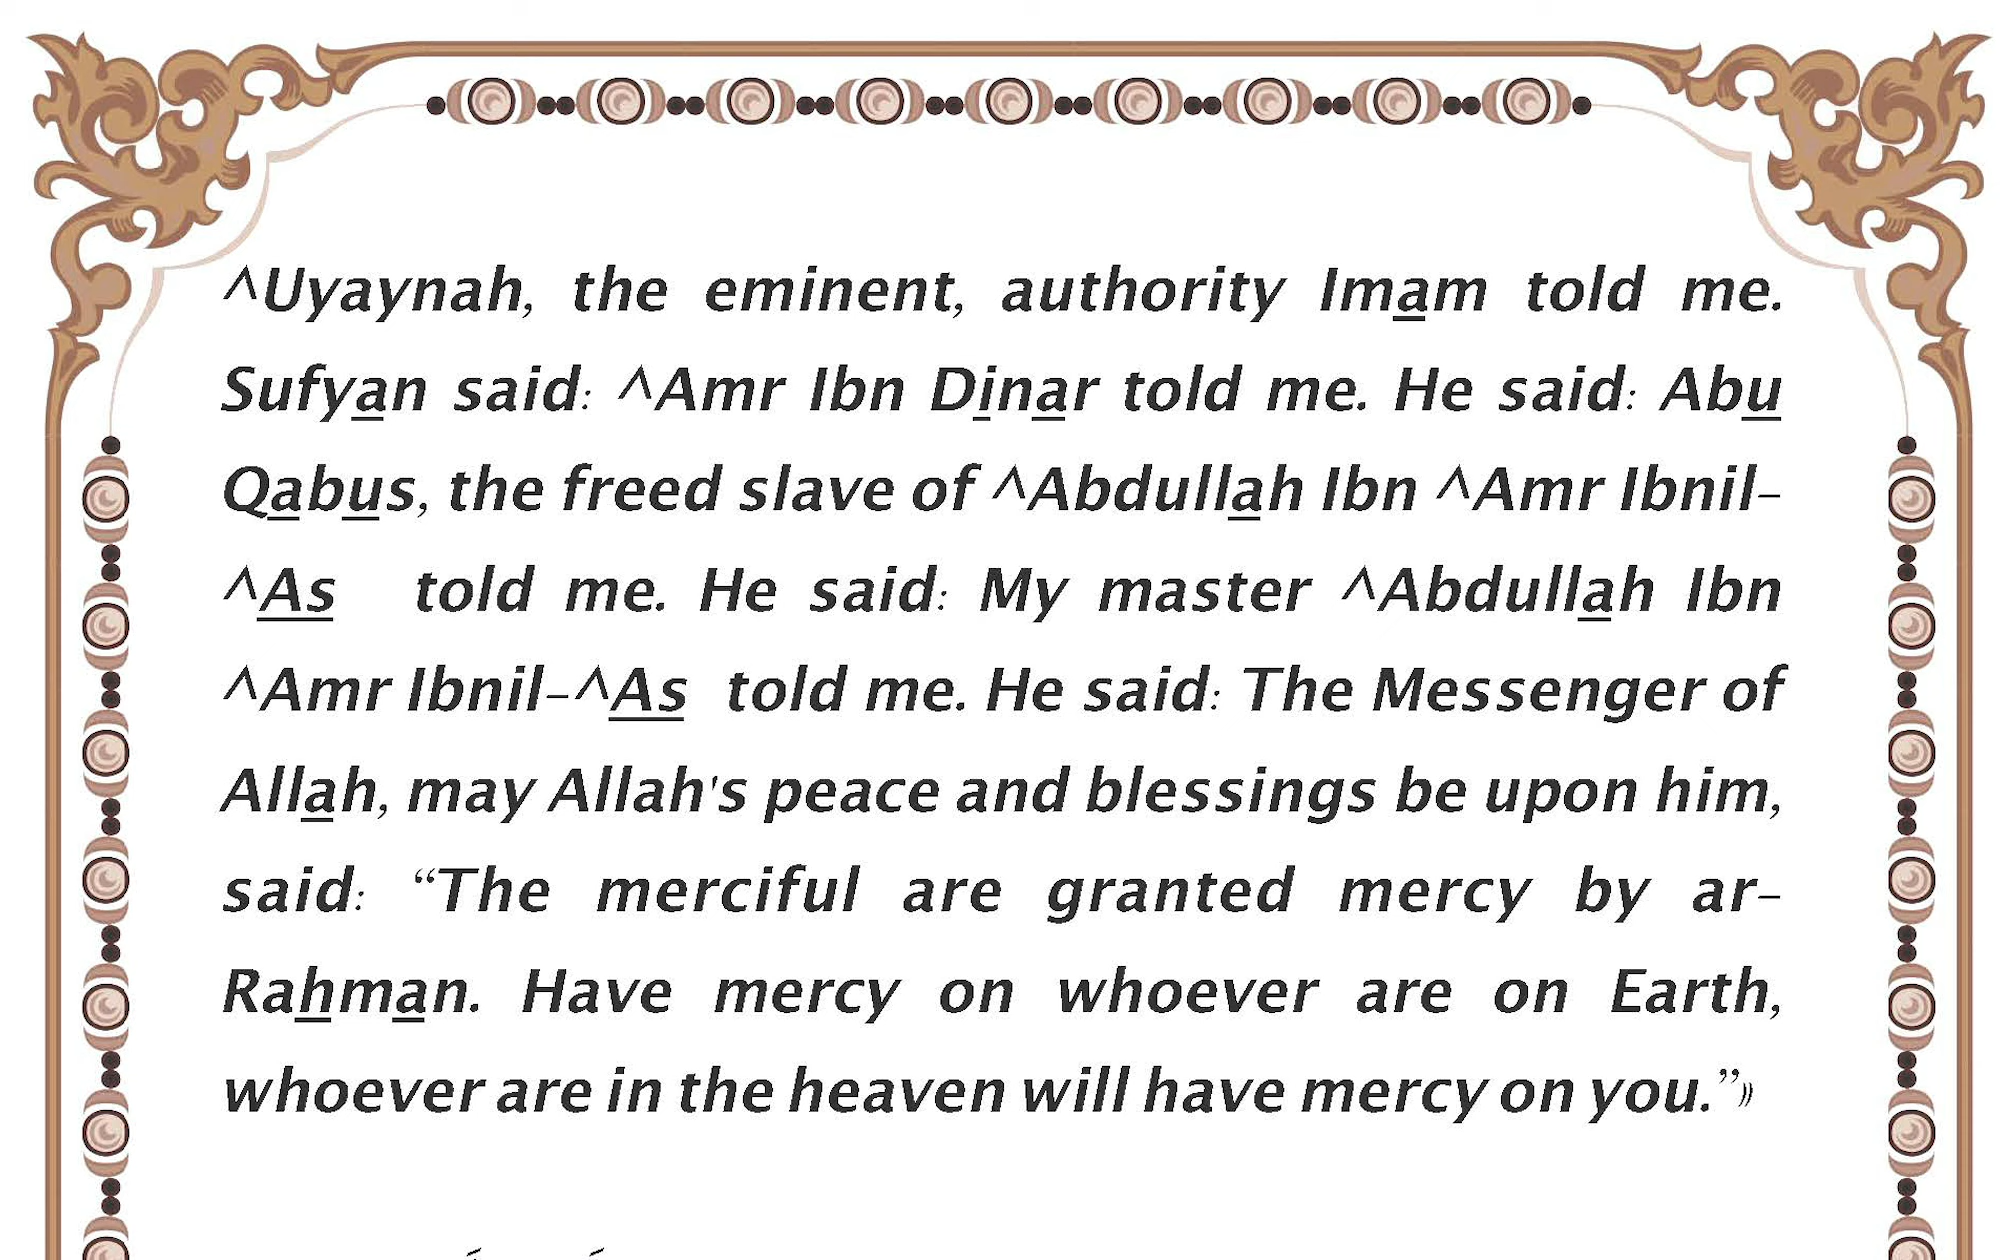 ^Uyaynah, the eminent, authority Imam told me.
Sufyan said: ^Amr Ibn Dinar told me. He said: Abu
Qabus, the freed slave of ^Abdullah Ibn ^Amr Ibnil-
^As told me. He said: My master ^Abdullah Ibn
^Amr Ibnil-^As told me. He said: The Messenger of
Allah, may Allah's peace and blessings be upon him,
said: “The merciful are granted mercy by ar-
Rahman. Have mercy on whoever are on Earth,
whoever are in the heaven will have mercy on you.”⸩